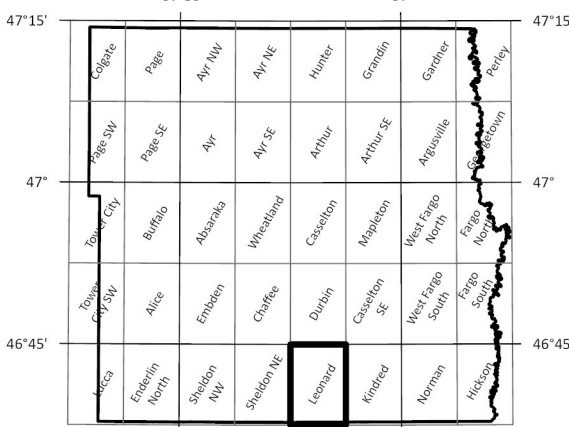 47°15'
47°15'
Colgate
Page
Ayr NW
Ayr NE
Hunter
Grandin
Gardner
Perley
Page SW
Page SE
Ayr
Ayr SE
Arthur
Arthur SE
Argusville
Georgetown
47°
47°
Tower City
Buffalo
Absaraka
Wheatland
Casselton
Mapleton
West Fargo
North
Fargo
North
Tower
City SW
Alice
Embden
Chaffee
Durbin
Casselton
SE
West Fargo
South
Fargo
South
46°45'
46°45'
Lucca
Enderlin
North
Sheldon
NW
Sheldon NE
Leonard
Kindred
Norman
Hickson